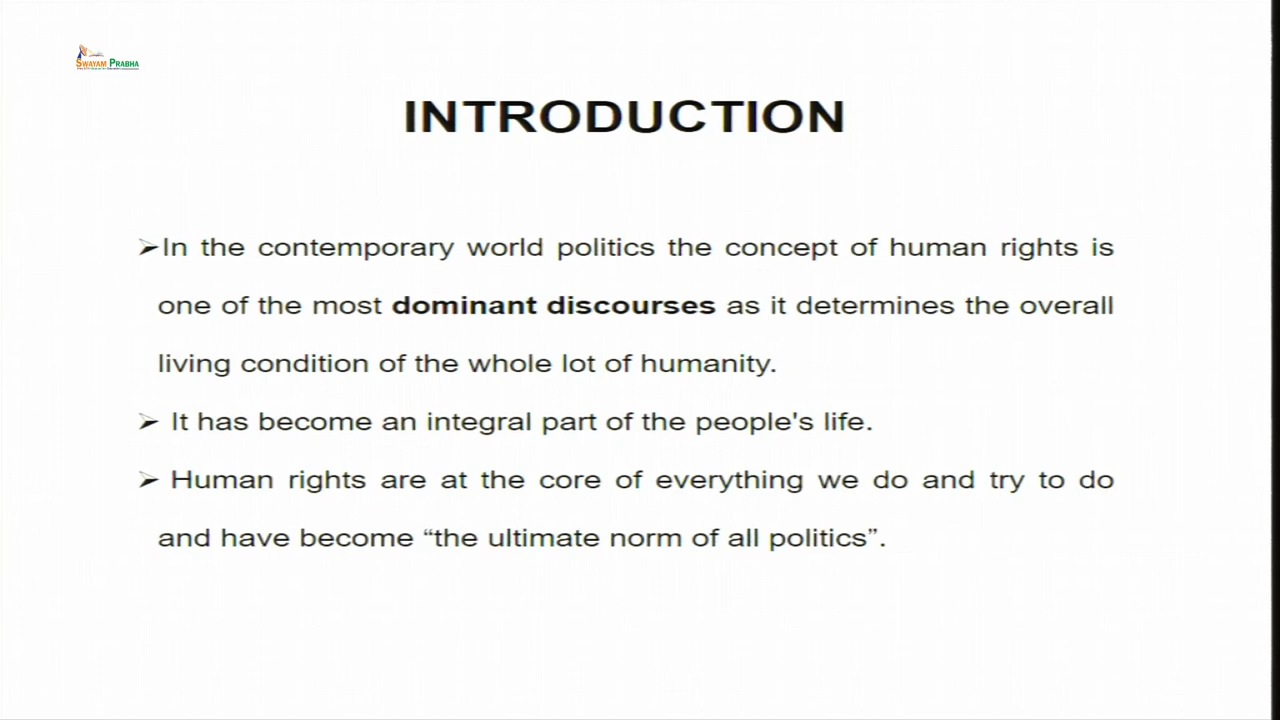 SWAYAM PRABHA
INTRODUCTION
➢In the contemporary world politics the concept of human rights is
one of the most dominant discourses as it determines the overall
living condition of the whole lot of humanity.
➢ It has become an integral part of the people's life.
➢ Human rights are at the core of everything we do and try to do
and have become “the ultimate norm of all politics”.